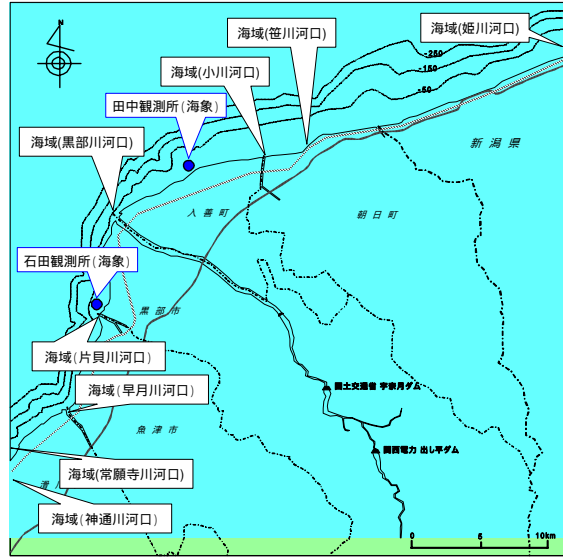 海域(姫川河口)
海域(笹川河口)
N
海域(小川河口)
-250
-150
-50
田中観測所(海象)
海域(黒部川河口)
新潟県
入善町
朝日町
石田観測所(海象)
黒部市
海域(片貝川河口)
海域(早月川河口)
国土交通省 宇奈月ダム
魚津市
関西電力 出し平ダム
海域(常願寺川河口)
海域(神通川河口)
0 5 10km